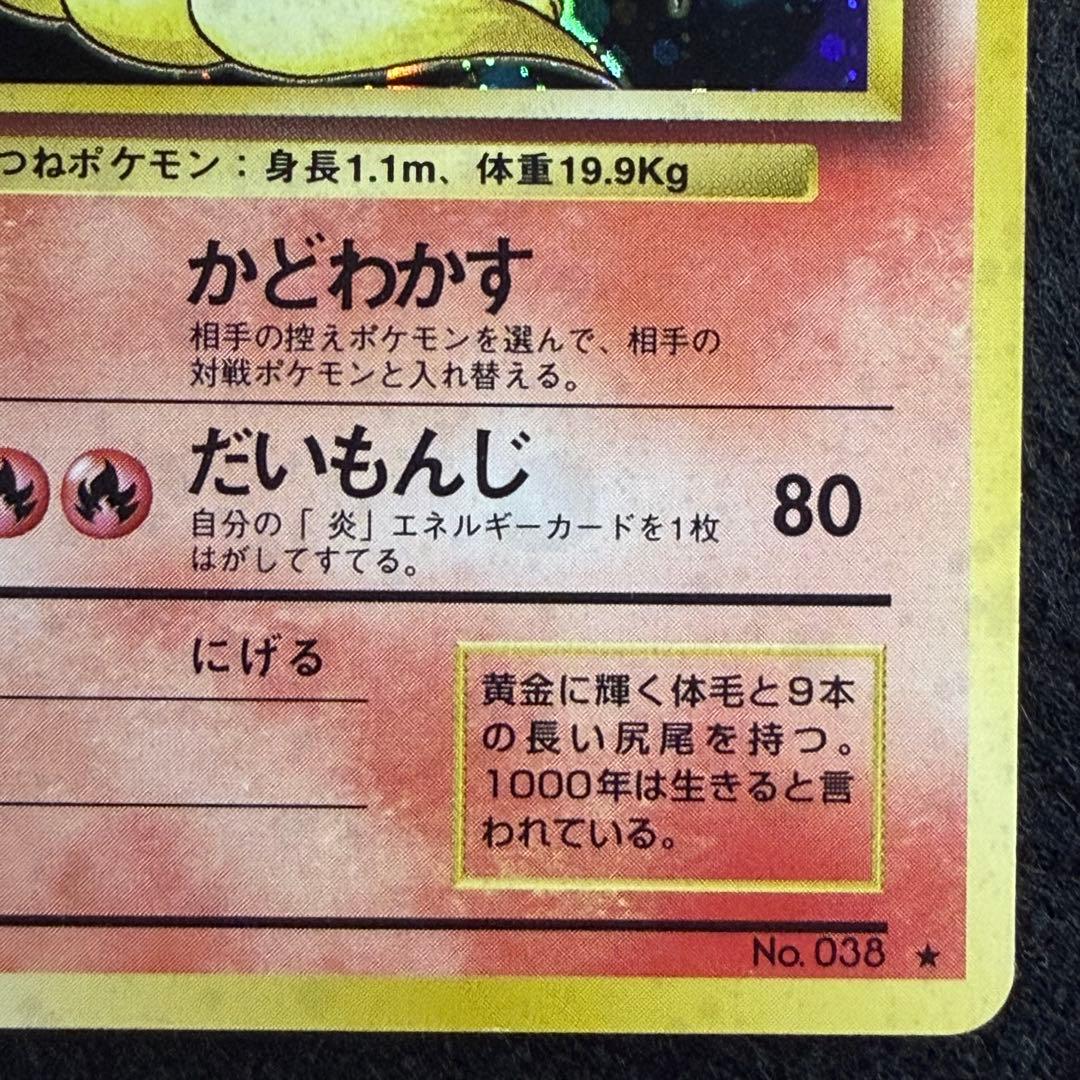 つねポケモン：身長1.1m、体重19.9Kg
かどわかす
相手の控えポケモンを選んで、相手の
対戦ポケモンと入れ替える。
だいもんじ
80
自分の「炎」エネルギーカードを1枚
はがしてすてる。
にげる
黄金に輝く体毛と9本
の長い尻尾を持つ。
1000年は生きると言
われている。
No. 038 ★